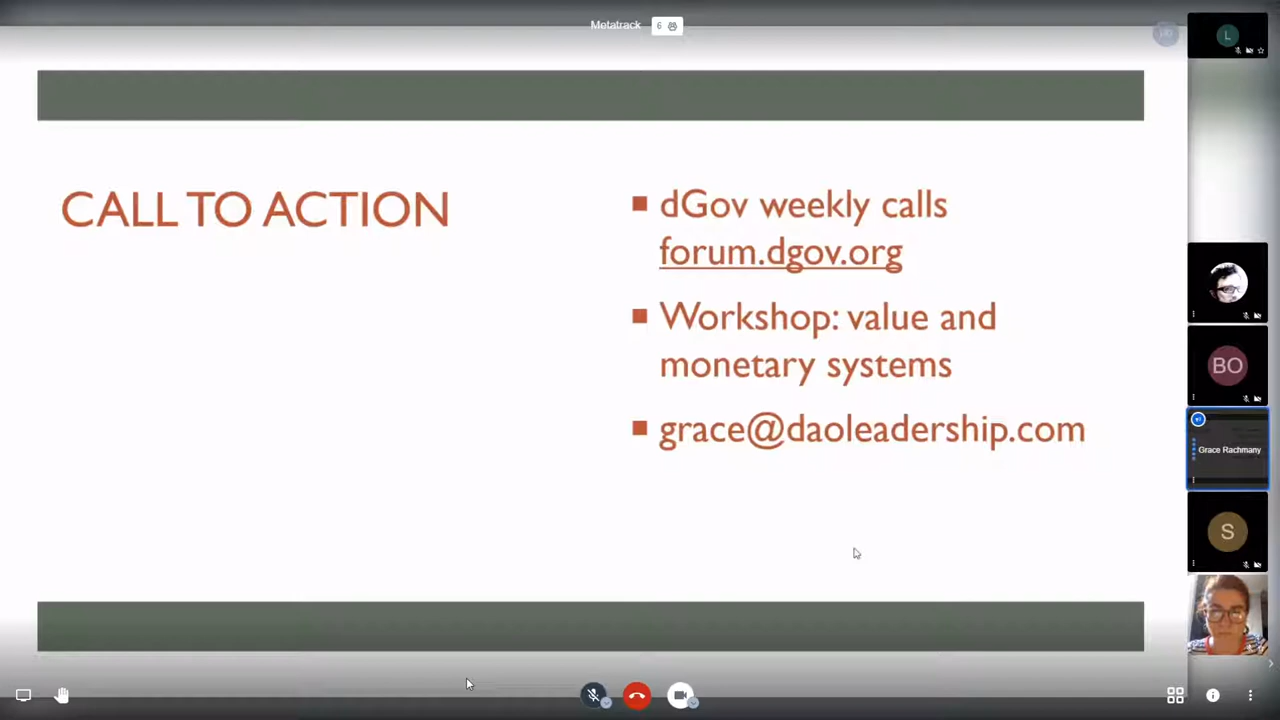 Metatrack 6
L
CALL TO ACTION
dGov weekly calls
forum.dgov.org
Workshop: value and
monetary systems
grace@daoleadership.com
BO
Grace Rachmany
S